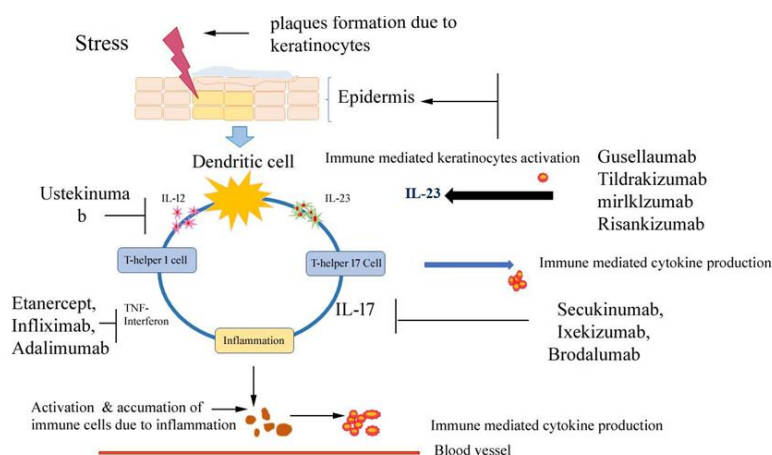 plaques formation due to
keratinocytes
Stress
Epidermis
Dendritic cell
Immune mediated keratinocytes activation
Gusellaumab
Tildrakizumab
mirlklzumab
Risankizumab
IL-23
Ustekinuma
b
IL-12
IL-23
T-helper 1 cell
T-helper 17 Cell
Immune mediated cytokine production
Etanercept,
Infliximab,
Adalimumab
TNF-
Interferon
IL-17
Secukinumab,
Ixekizumab,
Brodalumab
Inflammation
Activation & accumation of
immune cells due to inflammation
Immune mediated cytokine production
Blood vessel